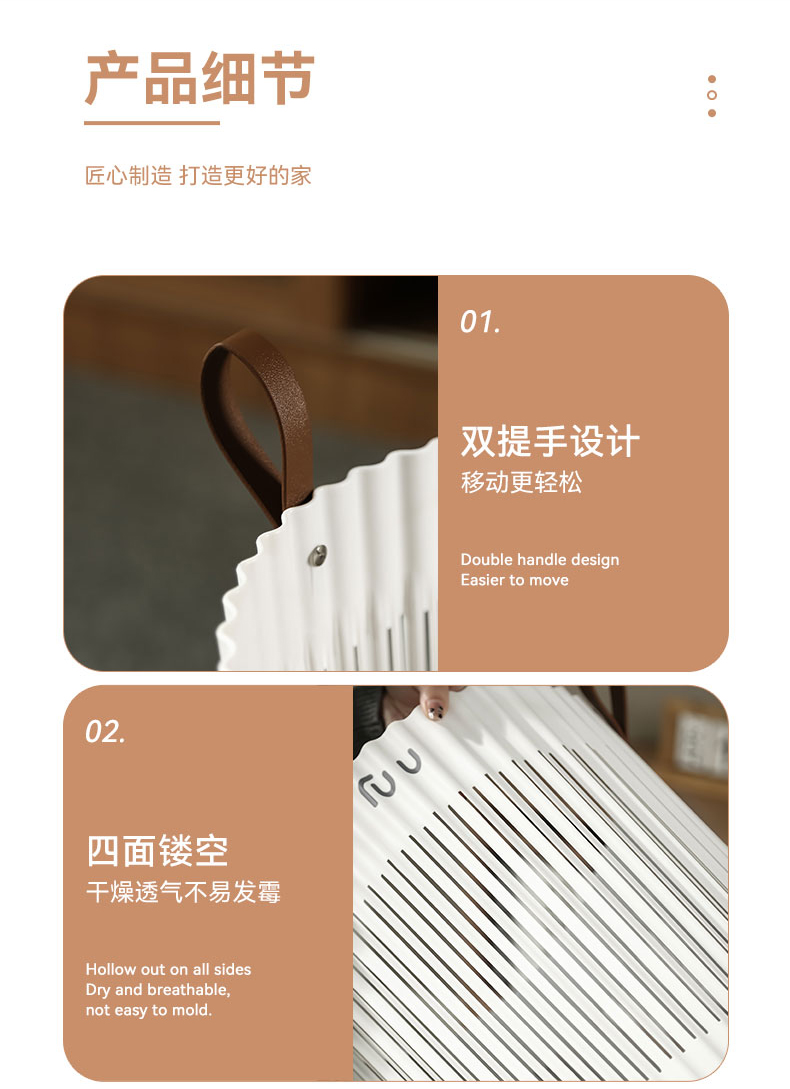 产品细节
匠心制造 打造更好的家
01.
双提手设计
移动更轻松
Double handle design
Easier to move
02.
四面镂空
干燥透气不易发霉
Hollow out on all sides
Dry and breathable,
not easy to mold.